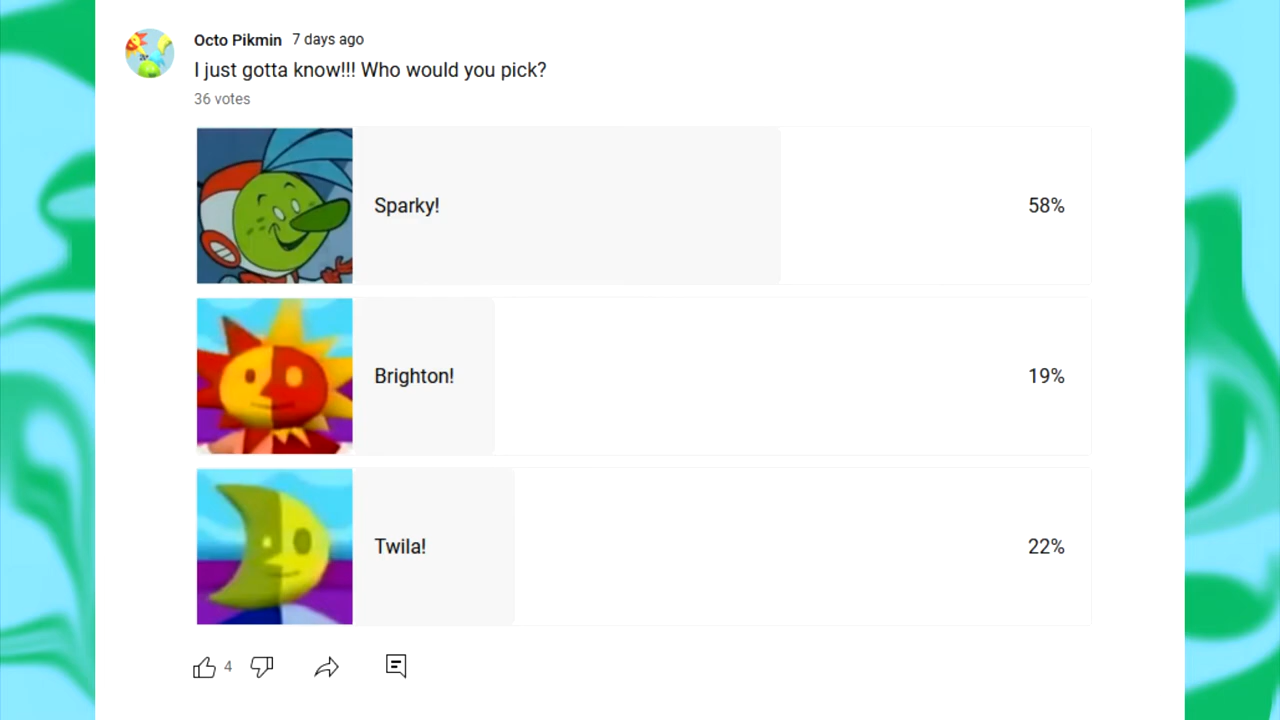 Octo Pikmin 7 days ago
I just gotta know!!! Who would you pick?
36 votes
Sparky! 58%
Brighton! 19%
Twila! 22%
4